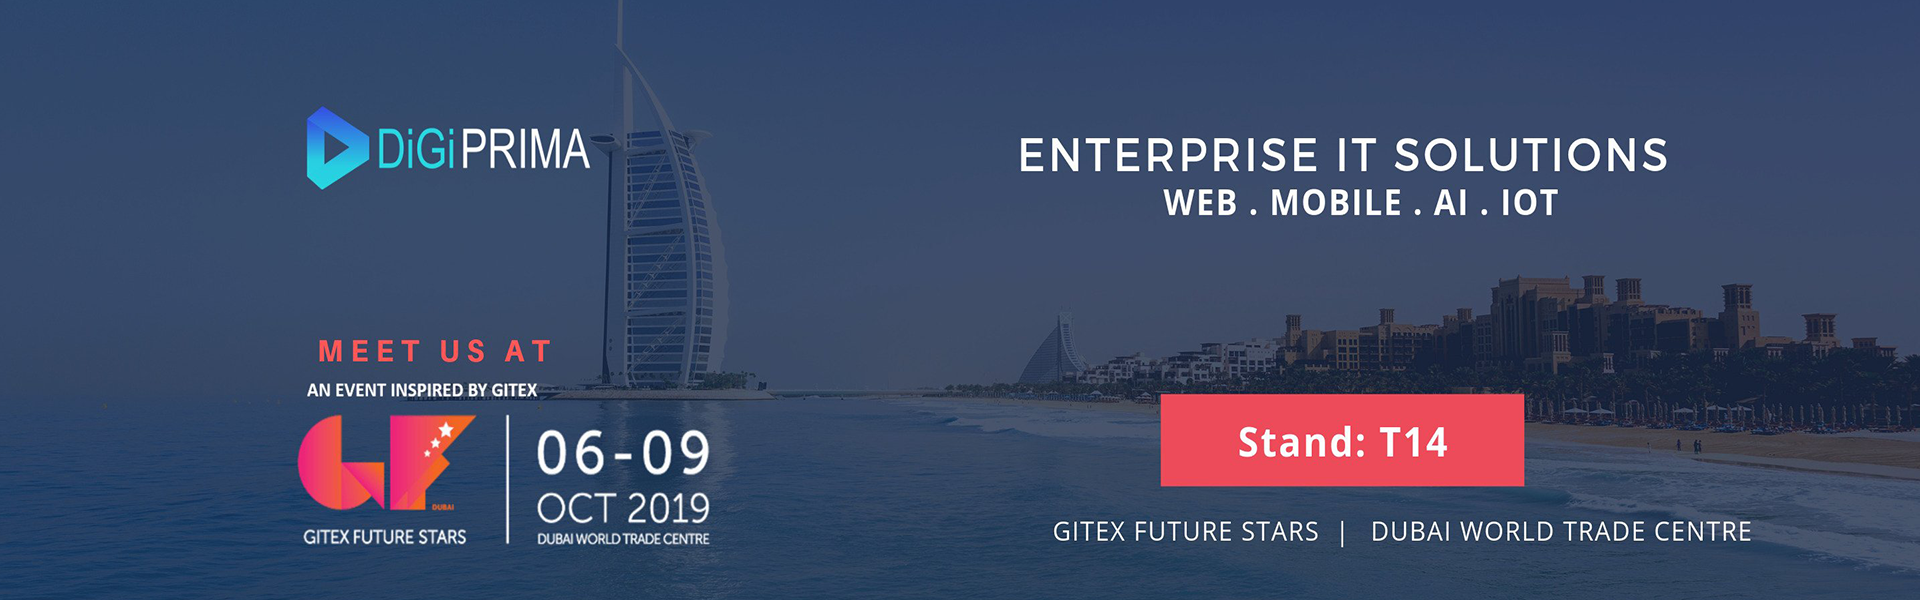 DiGiPRIMA
ENTERPRISE IT SOLUTIONS
WEB . MOBILE . AI . IOT
MEET US AT
AN EVENT INSPIRED BY GITEX
DUBAI
GITEX FUTURE STARS
06-09
OCT 2019
DUBAI WORLD TRADE CENTRE
Stand: T14
GITEX FUTURE STARS | DUBAI WORLD TRADE CENTRE